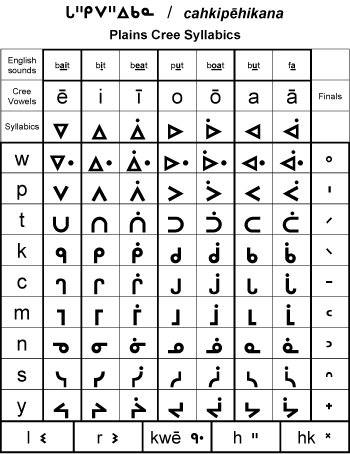 ᒐᐦᑭᐯᐦᐃᑲᓇ / cahkipēhikana
Plains Cree Syllabics
English sounds bait bit beat put boat but fa
Cree Vowels ē i ī o ō a ā Finals
Syllabics ᐁ ᐃ ᐄ ᐅ ᐆ ᐊ ᐋ
w ᐍ ᐏ ᐑ ᐓ ᐕ ᐘ ᐚ ᐤ
p ᐯ ᐱ ᐲ ᐳ ᐴ ᐸ ᐹ ᑊ
t ᑌ ᑎ ᑏ ᑐ ᑑ ᑕ ᑖ ᐟ
k ᑫ ᑭ ᑮ ᑯ ᑰ ᑲ ᑳ ᐠ
c ᒉ ᒋ ᒌ ᒍ ᒎ ᒐ ᒑ ᐨ
m ᒣ ᒥ ᒦ ᒧ ᒨ ᒪ ᒫ ᒼ
n ᓀ ᓂ ᓃ ᓄ ᓅ ᓇ ᓈ ᐣ
s ᓭ ᓯ ᓰ ᓱ ᓲ ᓴ ᓵ ᐢ
y ᔦ ᔨ ᔩ ᔪ ᔫ ᔭ ᔮ ᐩ
l ᓬ r ᕒ kwē ᑵ h ᐦ hk ᕽ